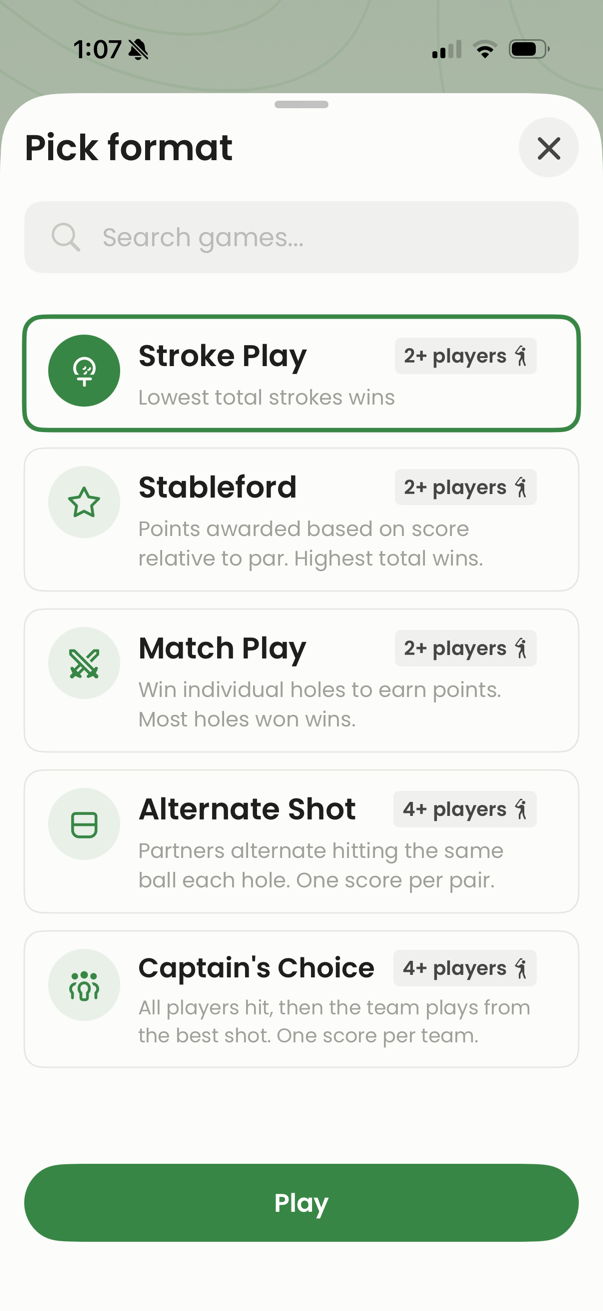 1:07
Pick format
Search games...
Stroke Play
2+ players
Lowest total strokes wins
Stableford
2+ players
Points awarded based on score
relative to par. Highest total wins.
Match Play
2+ players
Win individual holes to earn points.
Most holes won wins.
Alternate Shot
4+ players
Partners alternate hitting the same
ball each hole. One score per pair.
Captain's Choice
4+ players
All players hit, then the team plays from
the best shot. One score per team.
Play